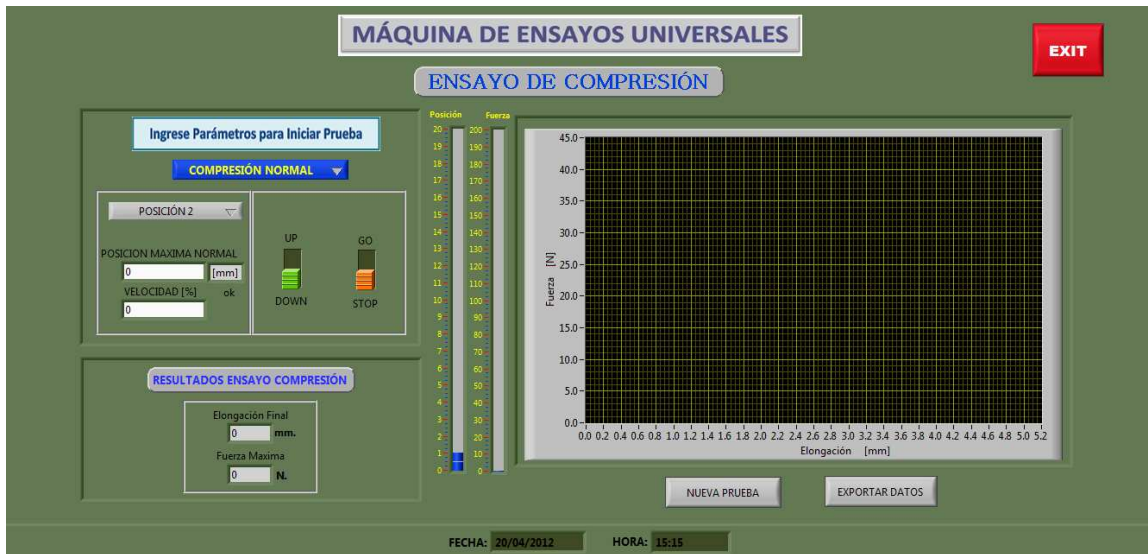 MÁQUINA DE ENSAYOS UNIVERSALES
EXIT
ENSAYO DE COMPRESIÓN
Ingrese Parámetros para Iniciar Prueba
COMPRESIÓN NORMAL
POSICIÓN 2
POSICION MAXIMA NORMAL
0 [mm]
VELOCIDAD [%] ok
0
UP
DOWN
GO
STOP
RESULTADOS ENSAYO COMPRESIÓN
Elongación Final
0 mm.
Fuerza Maxima
0 N.
Posición Fuerza
20 200
19 190
18 180
17 170
16 160
15 150
14 140
13 130
12 120
11 110
10 100
9 90
8 80
7 70
6 60
5 50
4 40
3 30
2 20
1 10
0 0
Fuerza [N]
45.0
40.0
35.0
30.0
25.0
20.0
15.0
10.0
5.0
0.0
0.0 0.2 0.4 0.6 0.8 1.0 1.2 1.4 1.6 1.8 2.0 2.2 2.4 2.6 2.8 3.0 3.2 3.4 3.6 3.8 4.0 4.2 4.4 4.6 4.8 5.0 5.2
Elongación [mm]
NUEVA PRUEBA
EXPORTAR DATOS
FECHA: 20/04/2012 HORA: 15:15